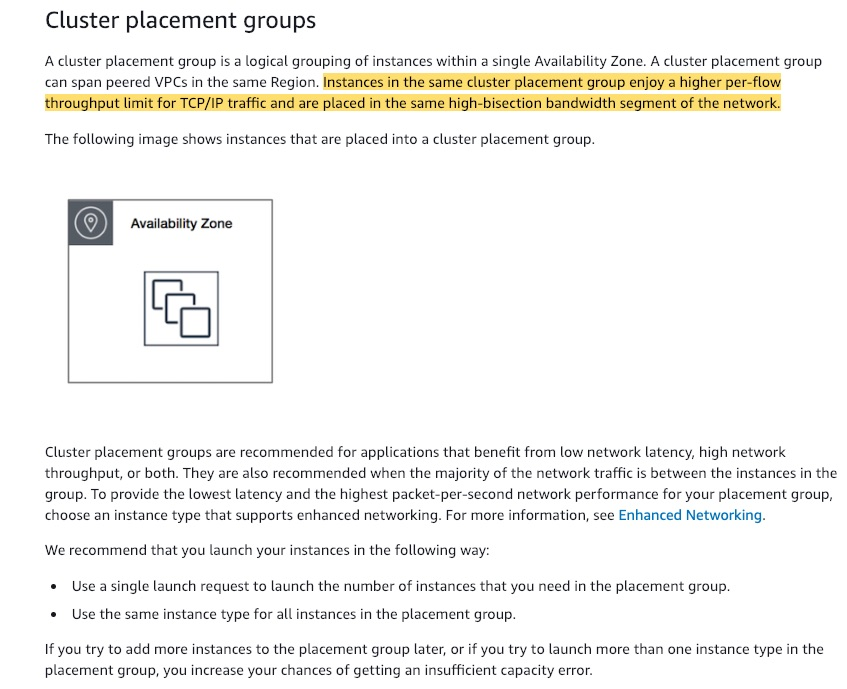 Cluster placement groups
A cluster placement group is a logical grouping of instances within a single Availability Zone. A cluster placement group
can span peered VPCs in the same Region. Instances in the same cluster placement group enjoy a higher per-flow
throughput limit for TCP/IP traffic and are placed in the same high-bisection bandwidth segment of the network.
The following image shows instances that are placed into a cluster placement group.
Availability Zone
Cluster placement groups are recommended for applications that benefit from low network latency, high network
throughput, or both. They are also recommended when the majority of the network traffic is between the instances in the
group. To provide the lowest latency and the highest packet-per-second network performance for your placement group,
choose an instance type that supports enhanced networking. For more information, see Enhanced Networking.
We recommend that you launch your instances in the following way:
• Use a single launch request to launch the number of instances that you need in the placement group.
• Use the same instance type for all instances in the placement group.
If you try to add more instances to the placement group later, or if you try to launch more than one instance type in the
placement group, you increase your chances of getting an insufficient capacity error.